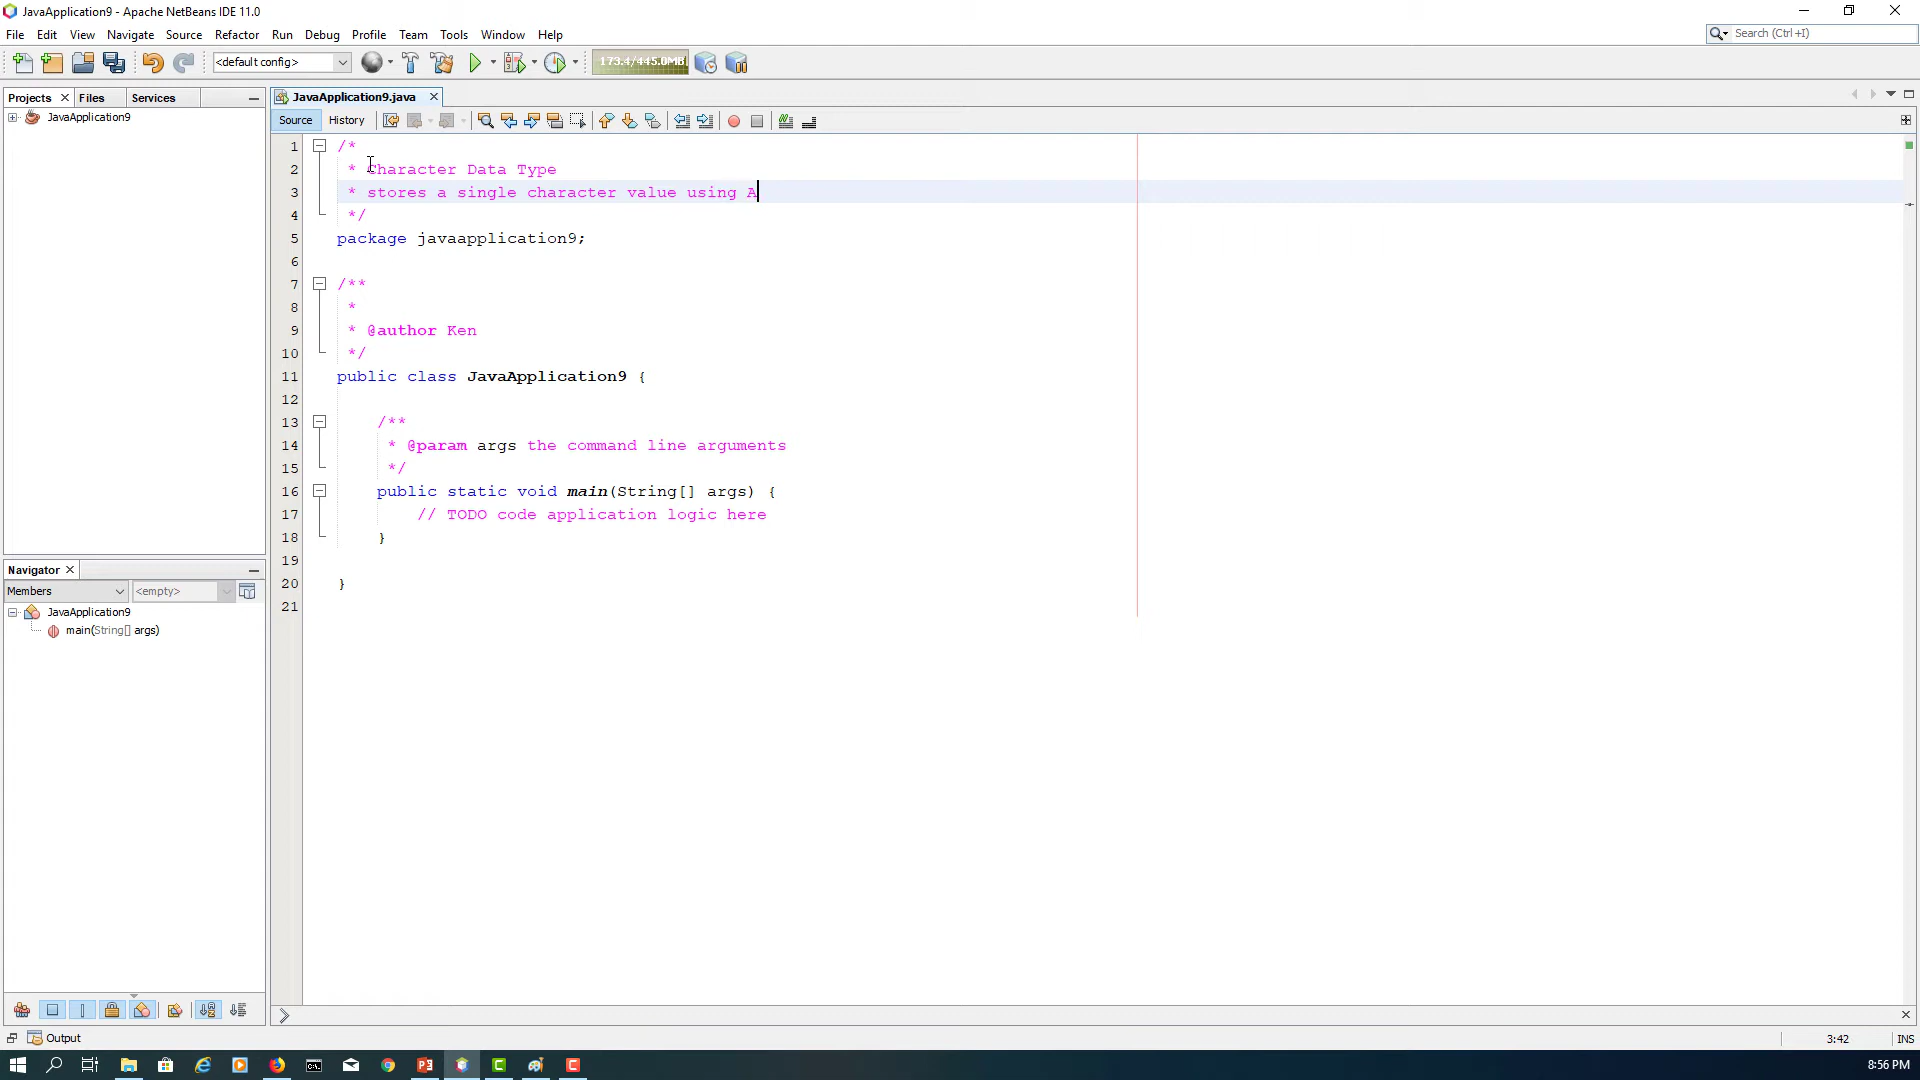 JavaApplication9 - Apache NetBeans IDE 11.0
File Edit View Navigate Source Refactor Run Debug Profile Team Tools Window Help
Search (Ctrl+I)
<default config>
173.4/445.0MB
Projects Files Services
JavaApplication9
JavaApplication9.java
Source History
1 /*
2 * Character Data Type
3 * stores a single character value using A
4 */
5 package javaapplication9;
6
7 /**
8 *
9 * @author Ken
10 */
11 public class JavaApplication9 {
12
13 /**
14 * @param args the command line arguments
15 */
16 public static void main(String[] args) {
17 // TODO code application logic here
18 }
19
20 }
21
Navigator
Members
<empty>
JavaApplication9
main(String[] args)
Output
3:42
INS
8:56 PM